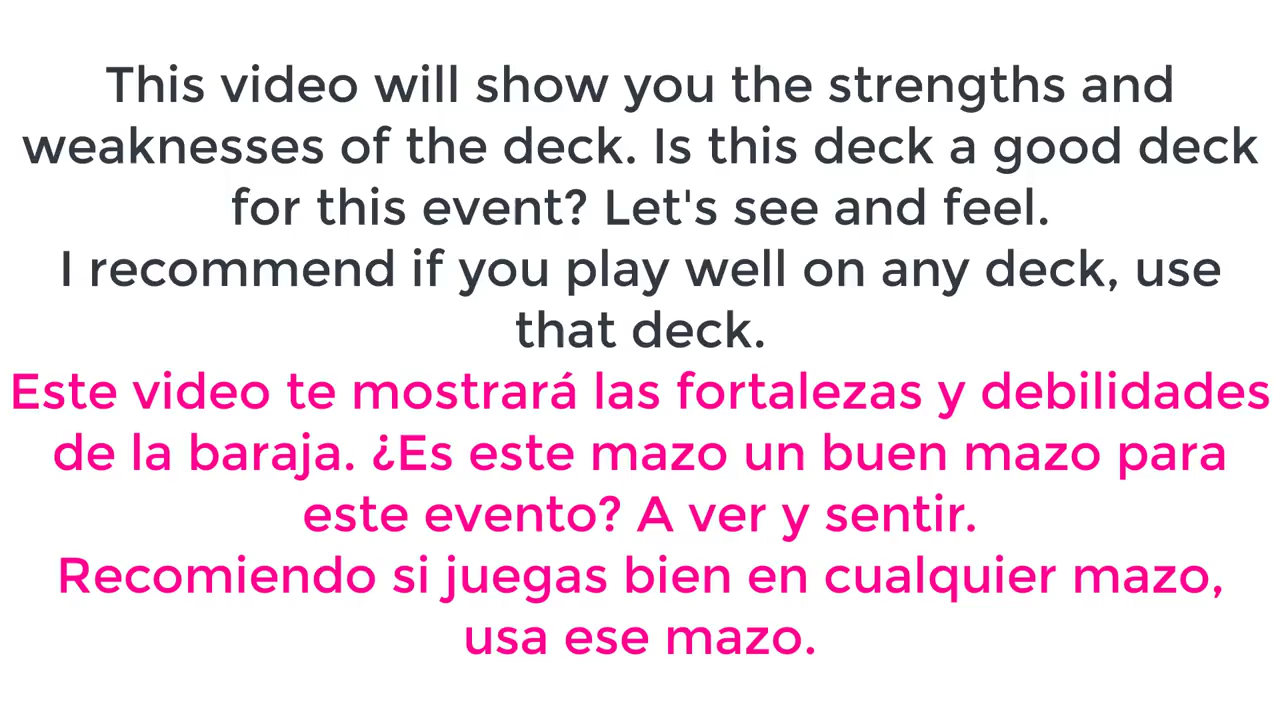 This video will show you the strengths and
weaknesses of the deck. Is this deck a good deck
for this event? Let's see and feel.
I recommend if you play well on any deck, use
that deck.
Este video te mostrará las fortalezas y debilidades
de la baraja. ¿Es este mazo un buen mazo para
este evento? A ver y sentir.
Recomiendo si juegas bien en cualquier mazo,
usa ese mazo.